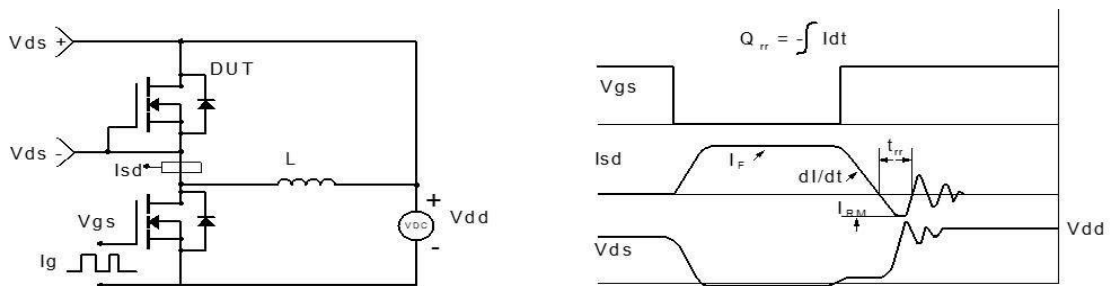 Vds +
DUT
Vds -
Isd
L
Vgs
VDC
+
-
Vdd
Ig
Q rr = -∫ Idt
Vgs
Isd
I F
dI/dt
t rr
I RM
Vds
Vdd